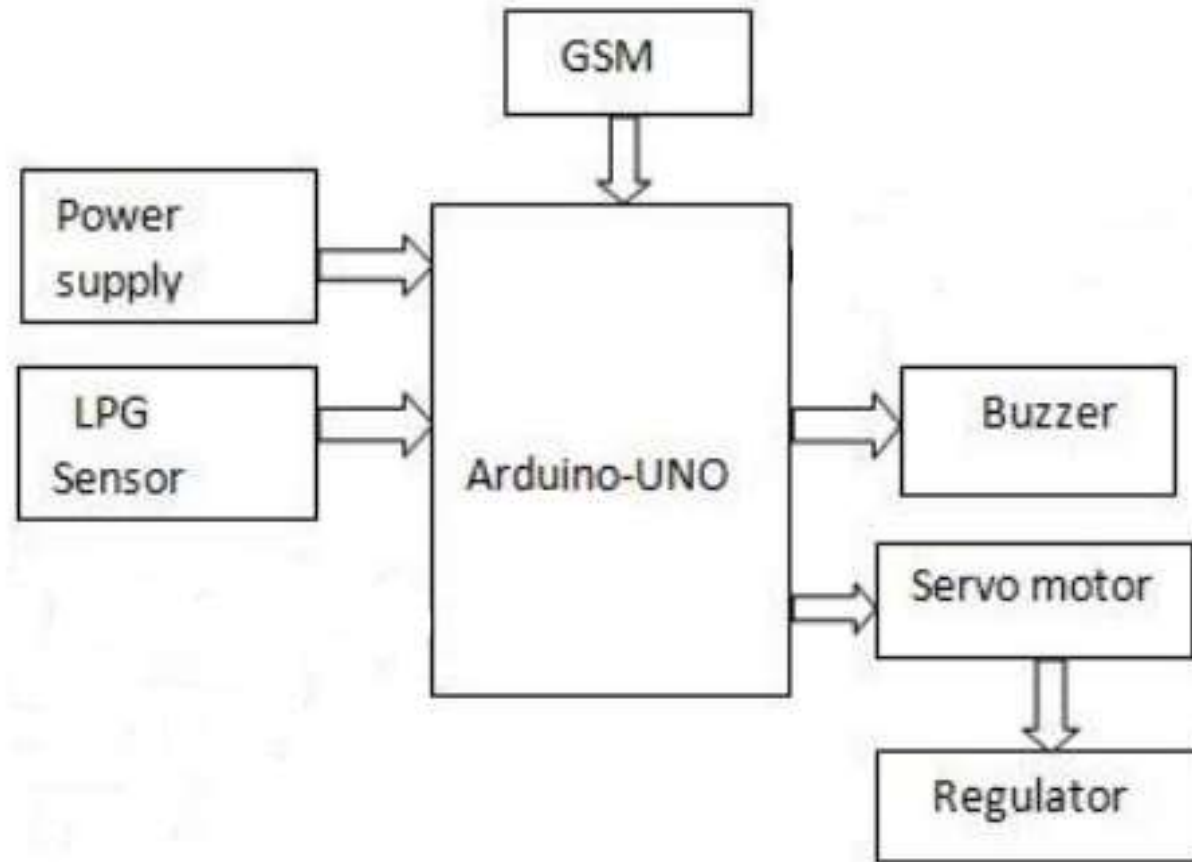 GSM
Power
supply
LPG
Sensor
Arduino-UNO
Buzzer
Servo motor
Regulator